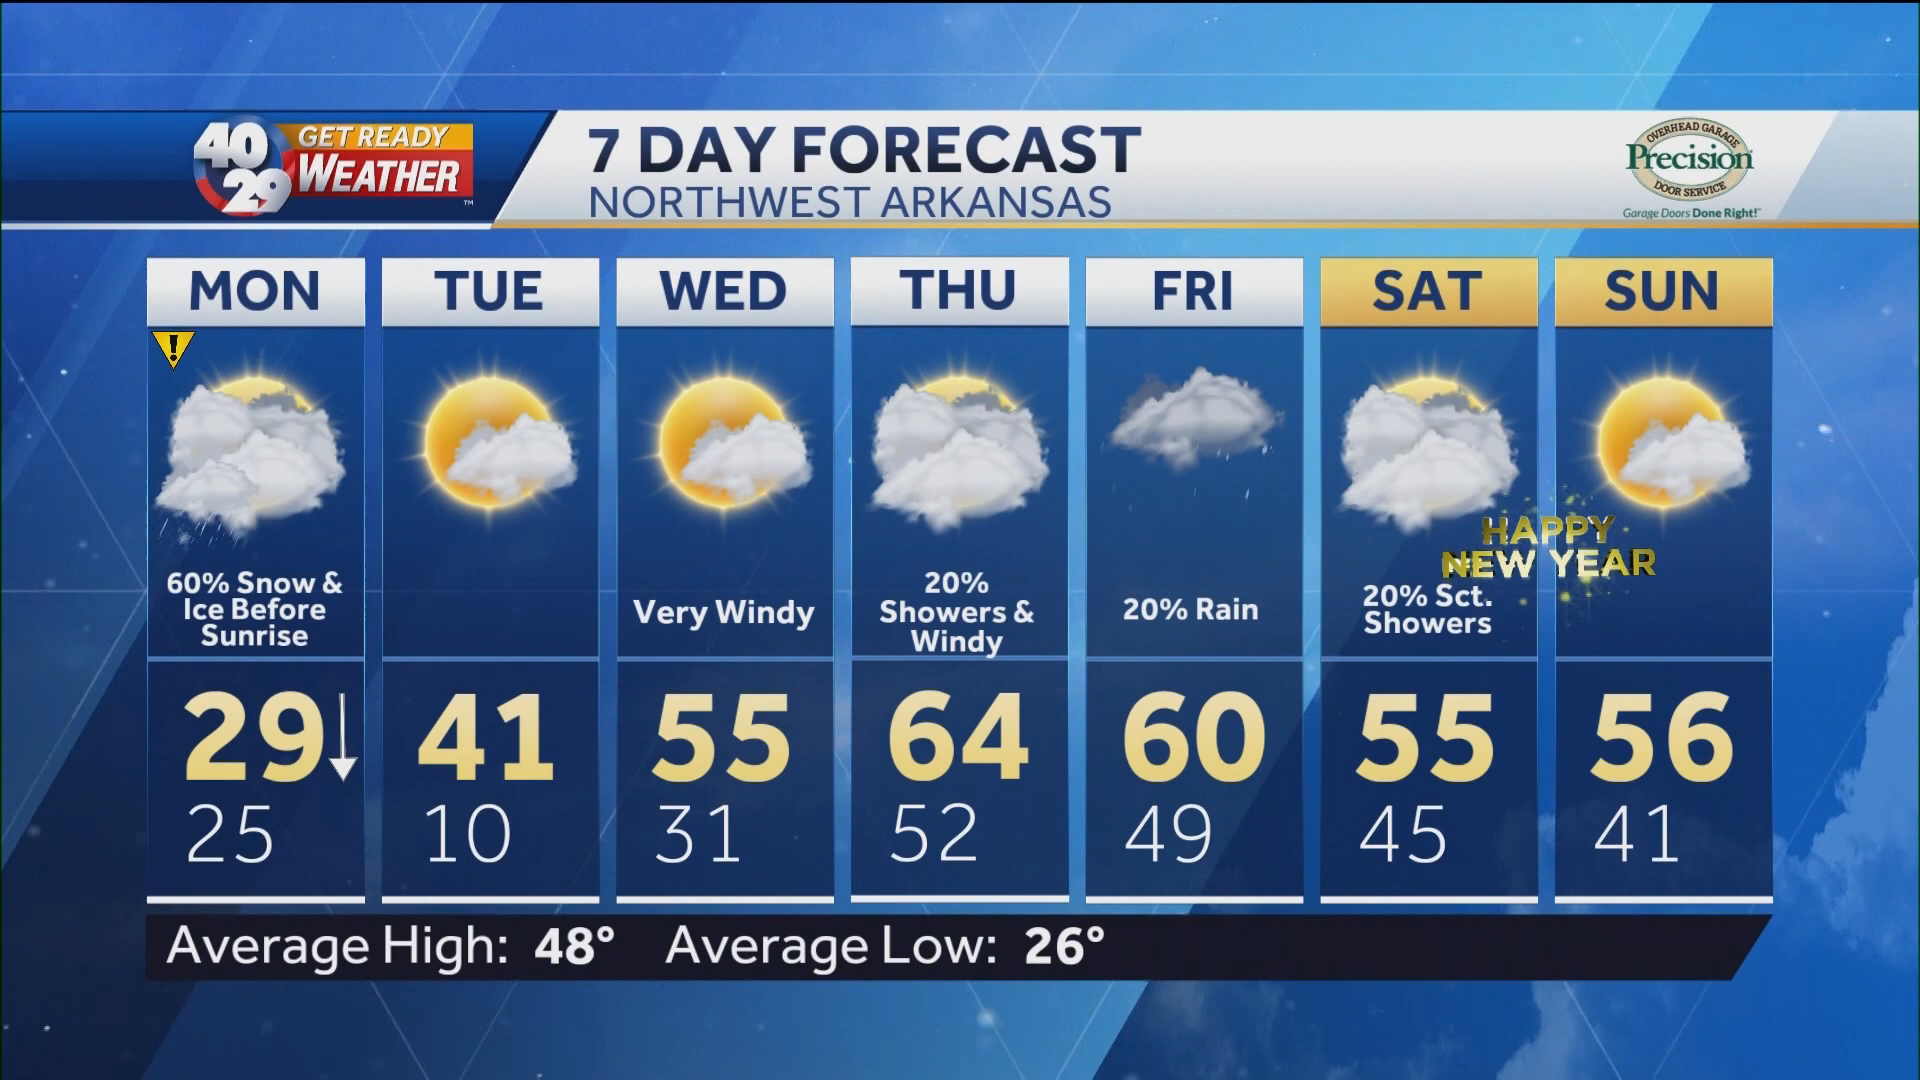 40
29
GET READY
WEATHER
™
7 DAY FORECAST
NORTHWEST ARKANSAS
OVERHEAD GARAGE
Precision
DOOR SERVICE
Garage Doors Done Right!
MON
TUE
WED
THU
FRI
SAT
SUN
!
60% Snow &
Ice Before
Sunrise
Very Windy
20%
Showers &
Windy
20% Rain
20% Sct.
Showers
HAPPY
NEW YEAR
29 41 55 64 60 55 56
25 10 31 52 49 45 41
Average High: 48° Average Low: 26°